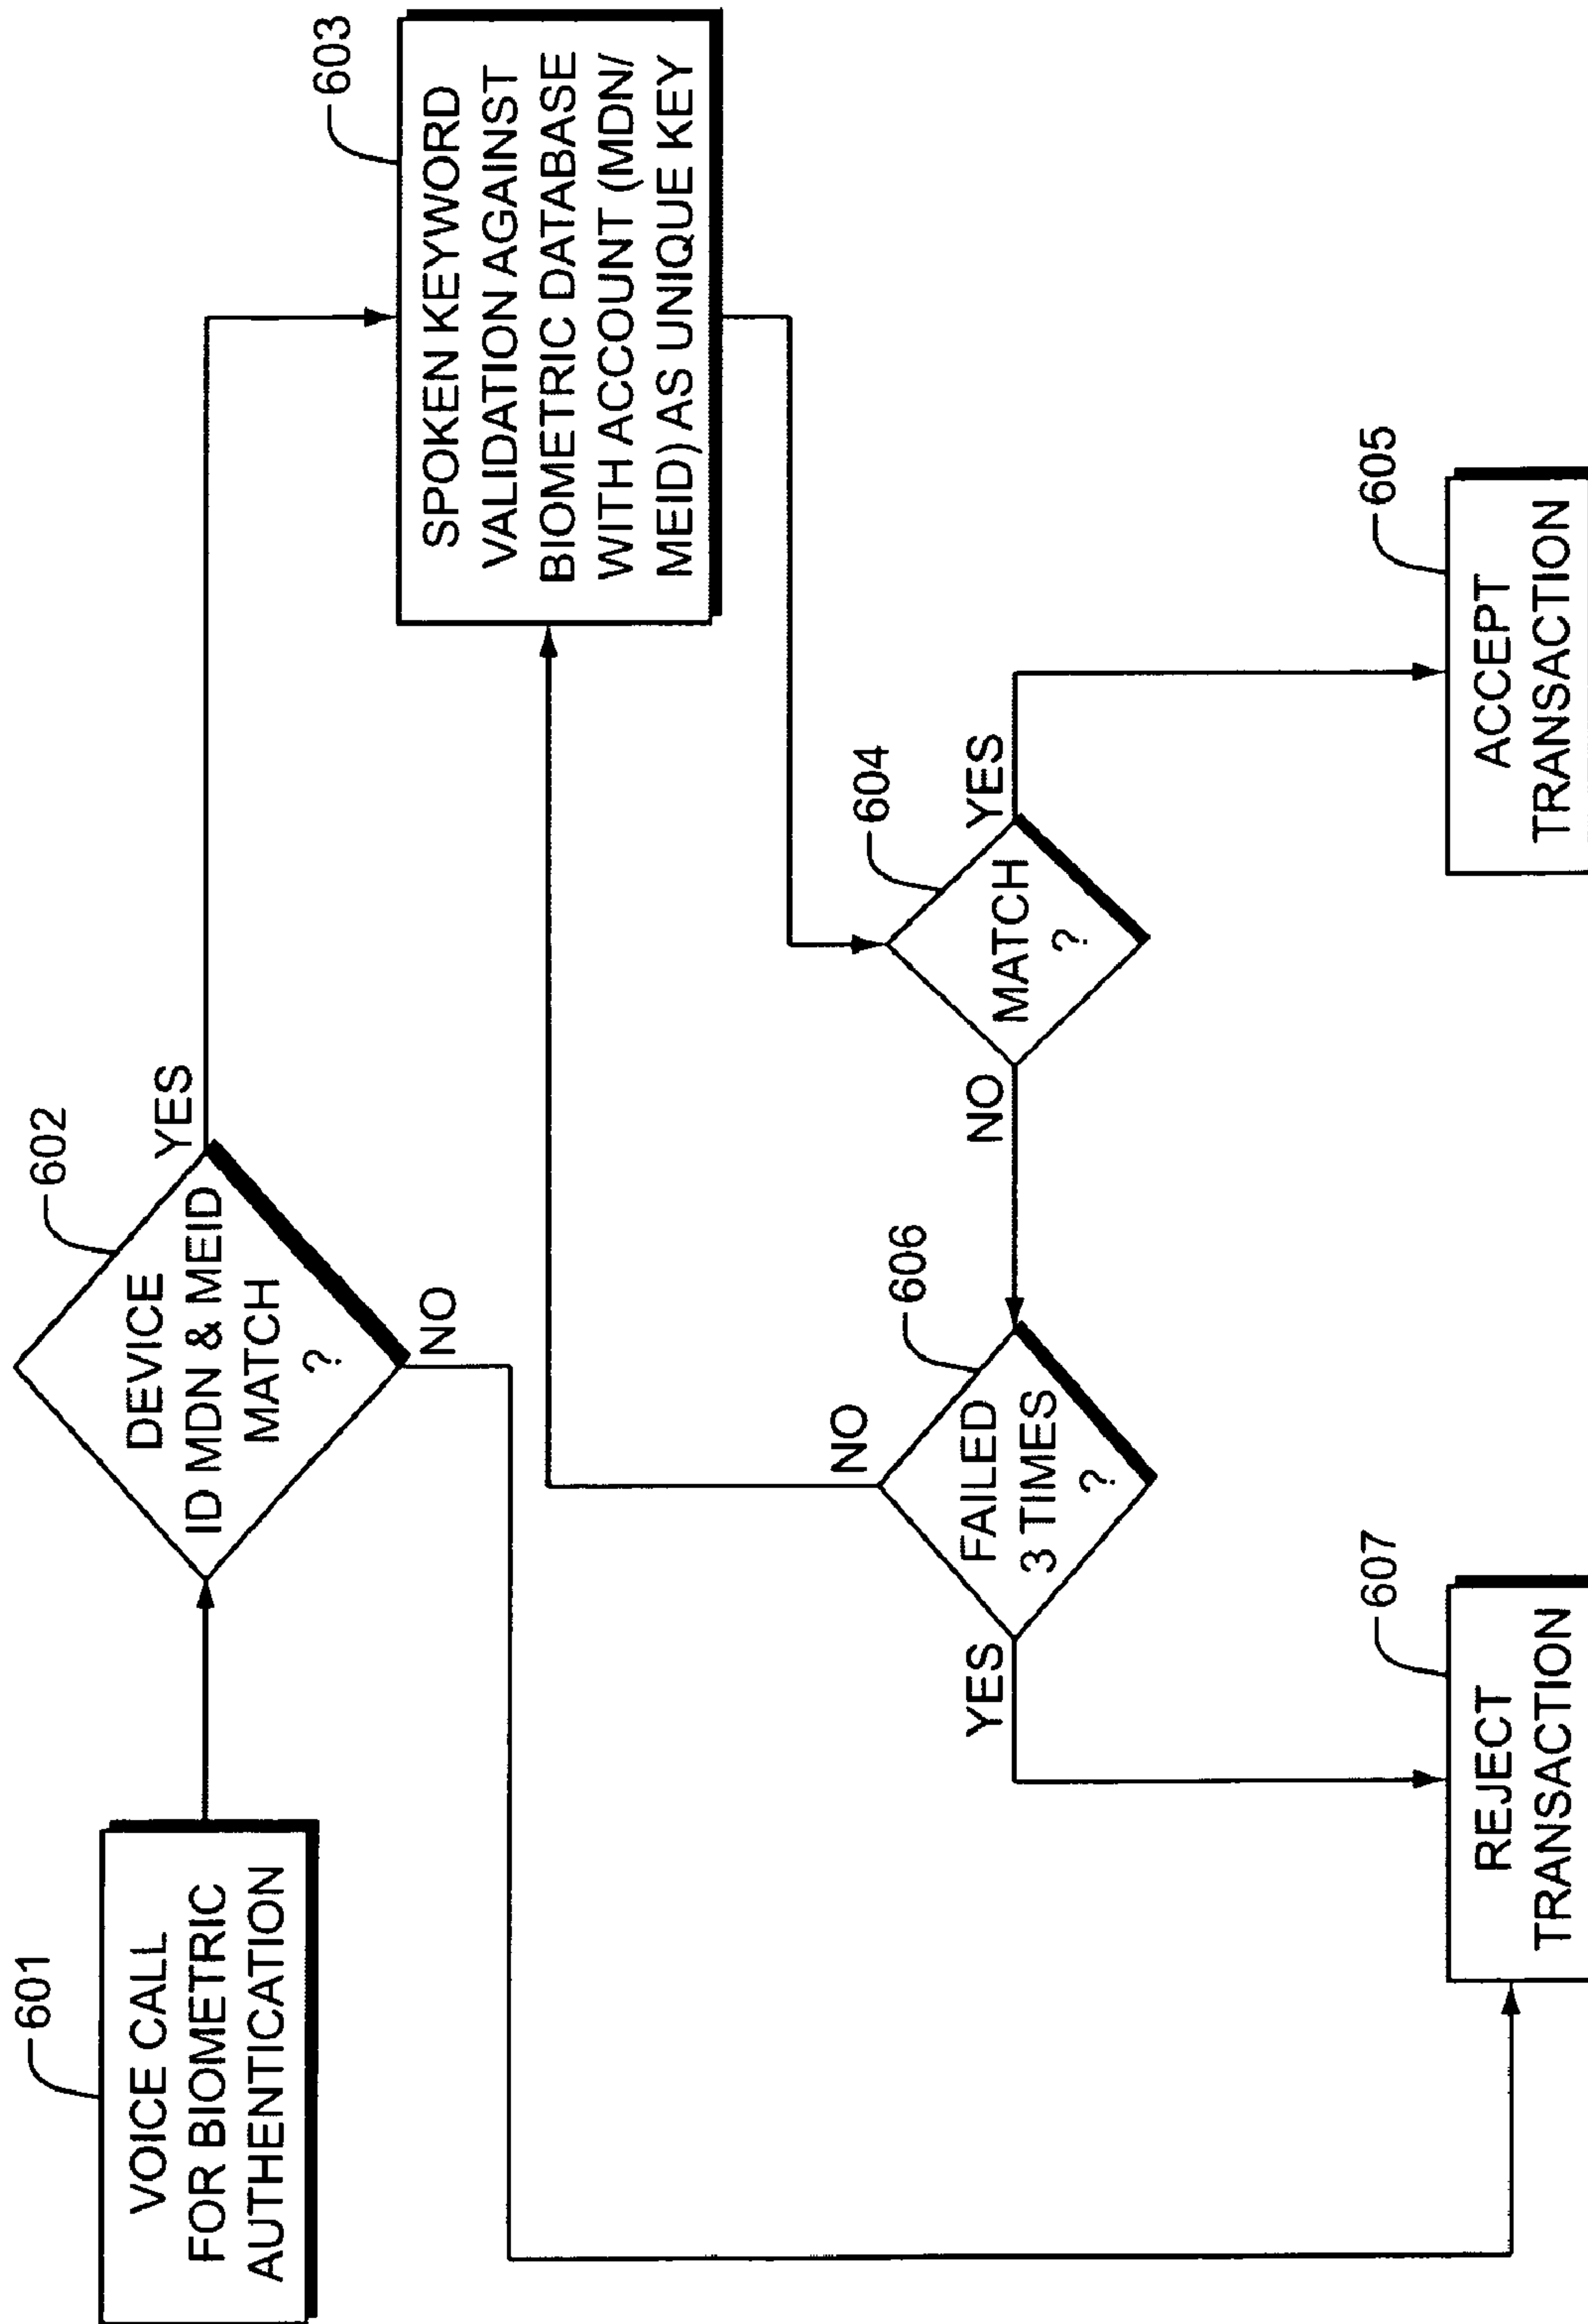 601
VOICE CALL
FOR BIOMETRIC
AUTHENTICATION
602
DEVICE
ID MDN & MEID
MATCH
?
YES
NO
603
SPOKEN KEYWORD
VALIDATION AGAINST
BIOMETRIC DATABASE
WITH ACCOUNT (MDN/
MEID) AS UNIQUE KEY
604
MATCH
?
YES
NO
605
ACCEPT
TRANSACTION
606
FAILED
3 TIMES
?
NO
YES
607
REJECT
TRANSACTION